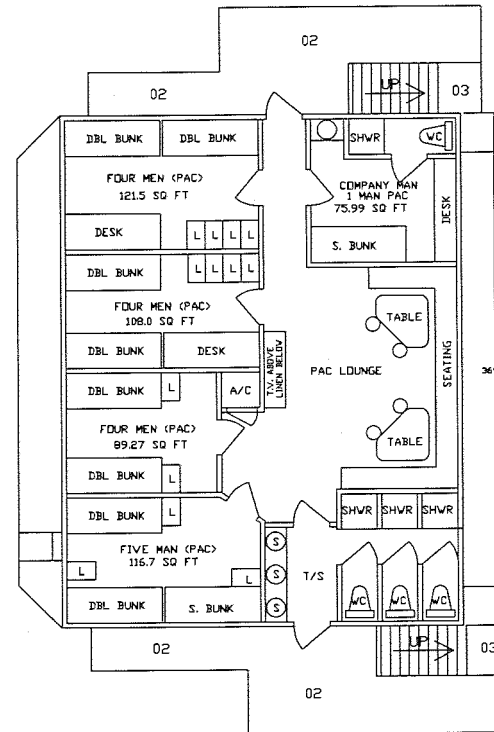 02
02
UP
03
DBL BUNK
DBL BUNK
SHWR
WC
FOUR MEN (PAC)
121.5 SQ FT
COMPANY MAN
1 MAN PAC
75.99 SQ FT
DESK
DESK
L L L L
S. BUNK
DBL BUNK
L L L L
FOUR MEN (PAC)
108.0 SQ FT
TABLE
DBL BUNK
DESK
T.V. ABOVE
LINEN BELOW
PAC LOUNGE
SEATING
DBL BUNK
L
A/C
FOUR MEN (PAC)
89.27 SQ FT
TABLE
DBL BUNK
L
DBL BUNK
L
SHWR
SHWR
SHWR
S
FIVE MAN (PAC)
116.7 SQ FT
L
L
S
T/S
DBL BUNK
S. BUNK
S
WC
WC
WC
02
UP
03
02